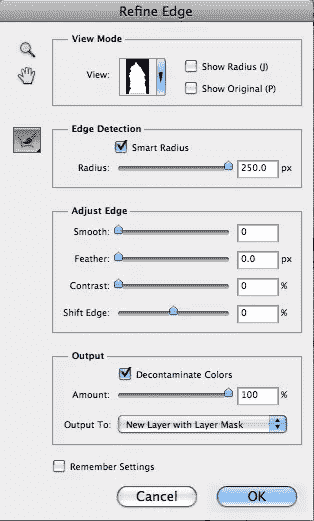 Refine Edge
View Mode
View:
Show Radius (J)
Show Original (P)
Edge Detection
Smart Radius
Radius: 250.0 px
Adjust Edge
Smooth: 0
Feather: 0.0 px
Contrast: 0 %
Shift Edge: 0 %
Output
Decontaminate Colors
Amount: 100 %
Output To: New Layer with Layer Mask
Remember Settings
Cancel OK